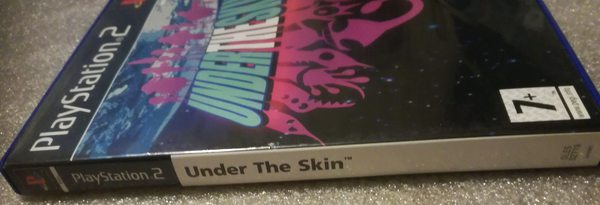 PlayStation 2
UNDER THE SKIN
7+
PlayStation 2
Under The Skin™